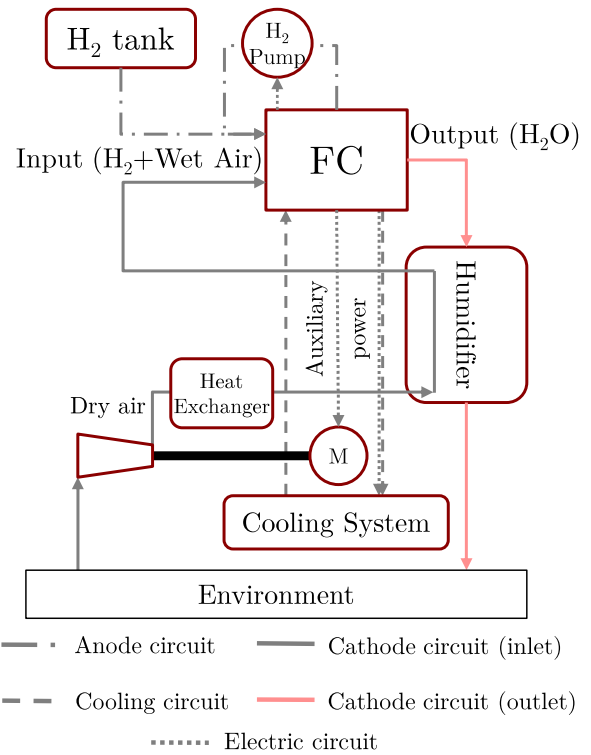 H₂ tank
H₂
Pump
Output (H₂O)
Input (H₂+Wet Air)
FC
Humidifier
Auxiliary
power
Heat
Exchanger
Dry air
M
Cooling System
Environment
Anode circuit
Cathode circuit (inlet)
Cooling circuit
Cathode circuit (outlet)
Electric circuit